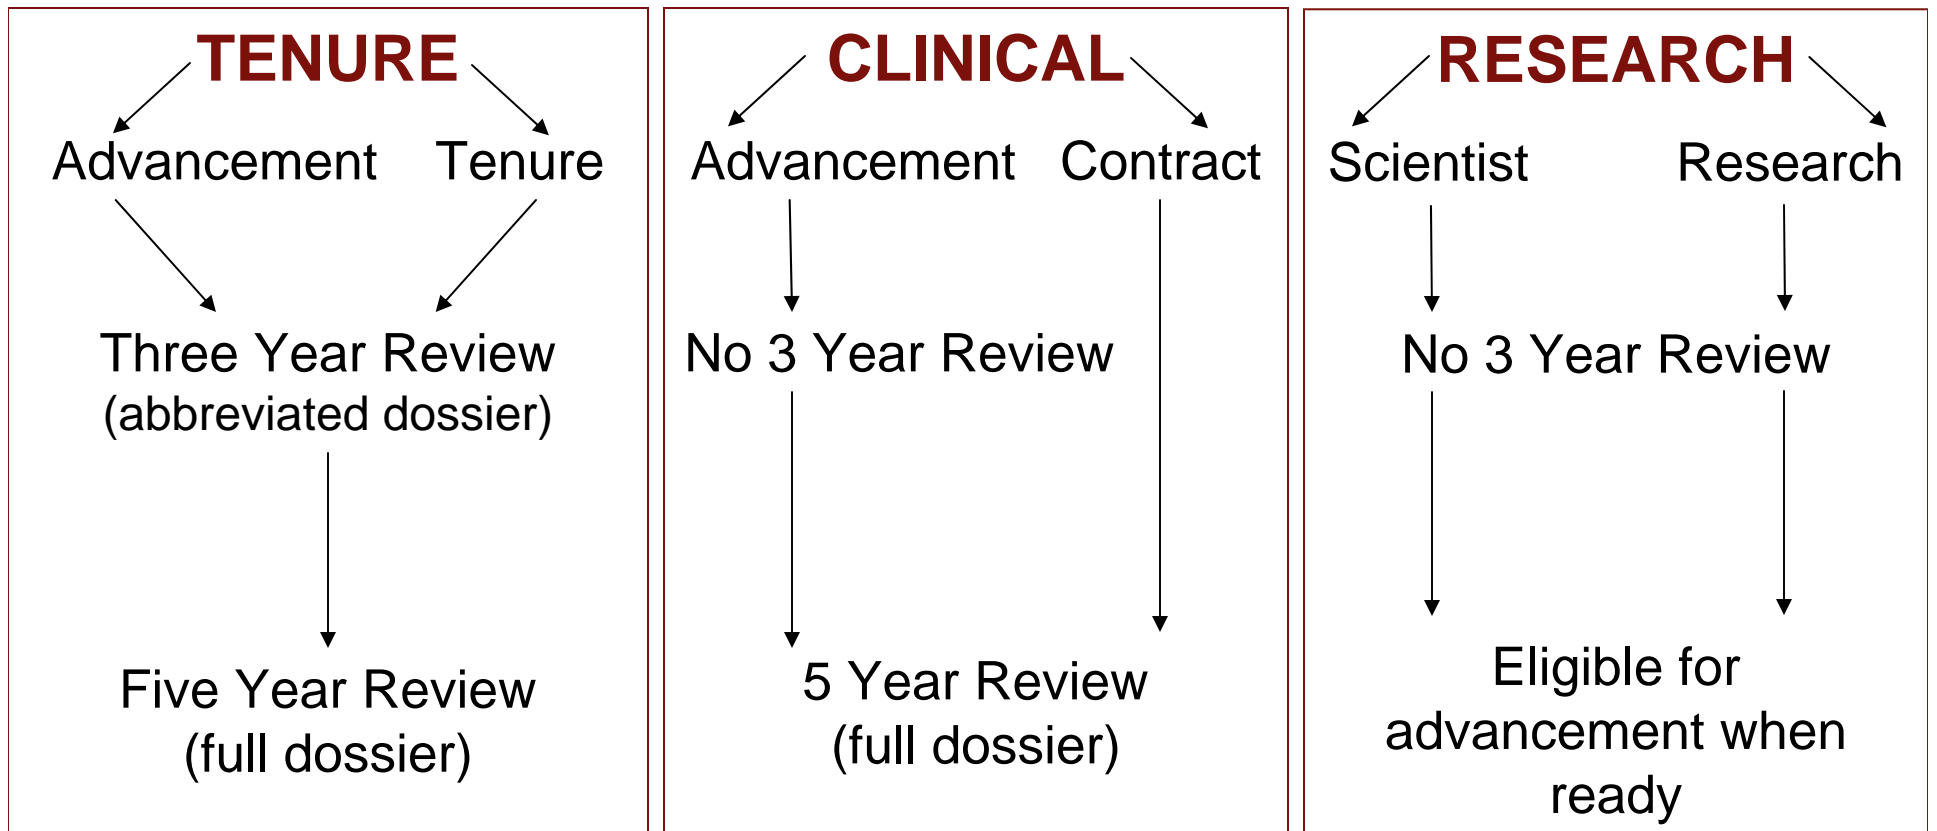 TENURE
Advancement
Tenure
Three Year Review
(abbreviated dossier)
Five Year Review
(full dossier)
CLINICAL
Advancement
Contract
No 3 Year Review
5 Year Review
(full dossier)
RESEARCH
Scientist
Research
No 3 Year Review
Eligible for
advancement when
ready